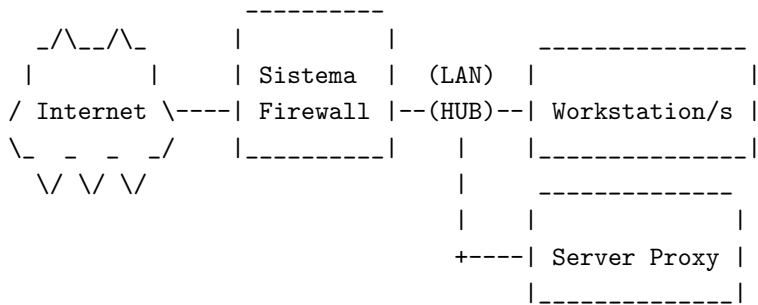 Sistema (LAN)
Internet Firewall (HUB) Workstation/s
Server Proxy